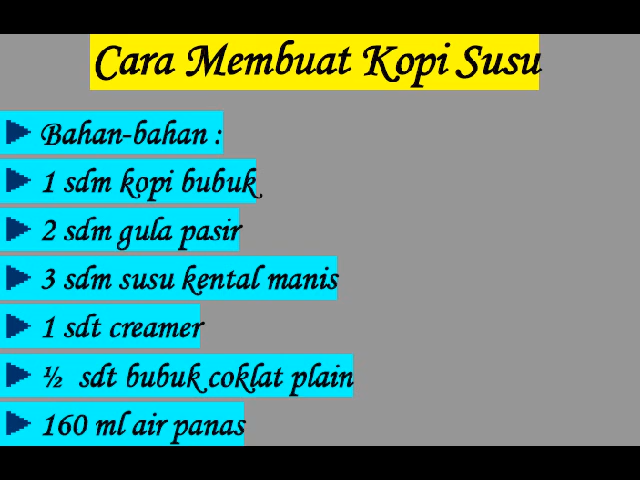 Cara Membuat Kopi Susu
Bahan-bahan :
1 sdm kopi bubuk
2 sdm gula pasir
3 sdm susu kental manis
1 sdt creamer
½ sdt bubuk coklat plain
160 ml air panas